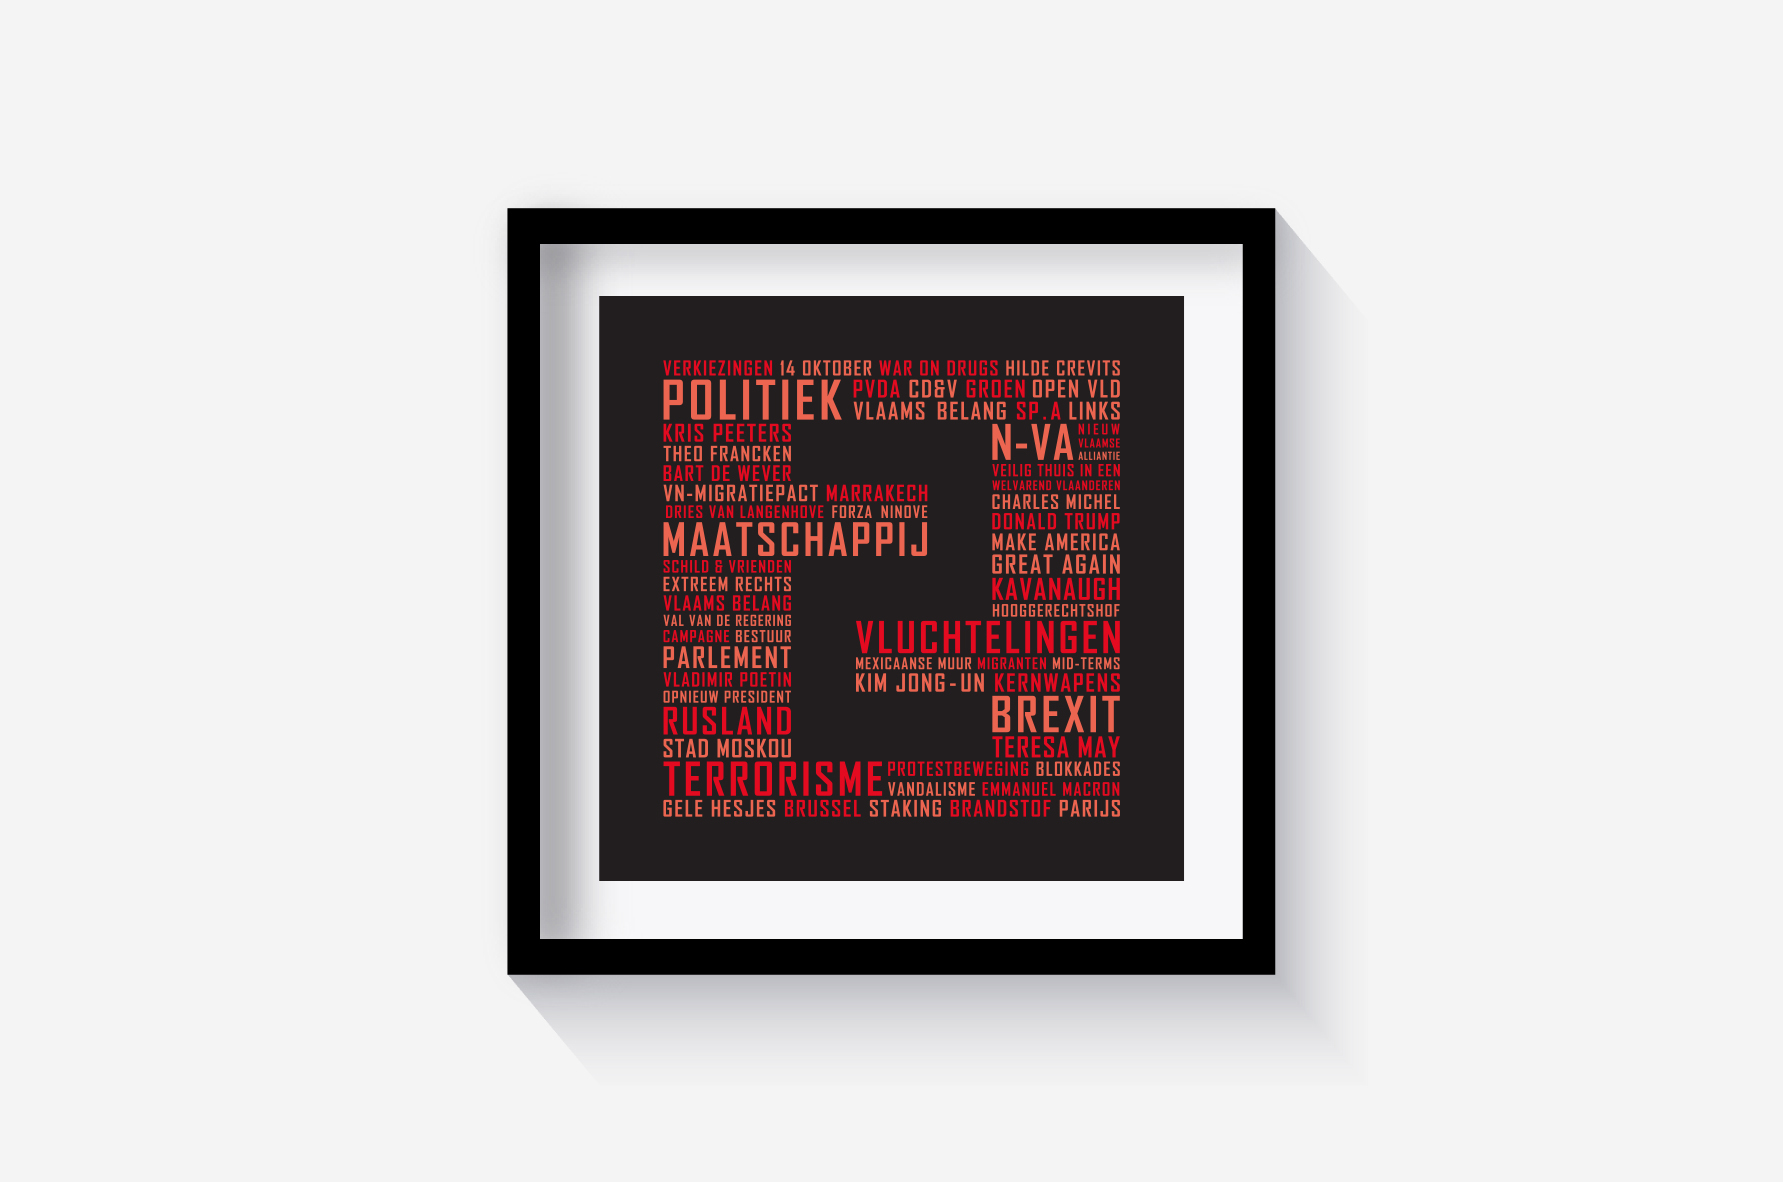 VERKIEZINGEN 14 OKTOBER WAR ON DRUGS HILDE CREVITS
POLITIEK PVDA CD&V GROEN OPEN VLD
VLAAMS BELANG SP.A LINKS
KRIS PEETERS
THEO FRANCKEN
BART DE WEVER
VN-MIGRATIEPACT MARRAKECH
DRIES VAN LANGENHOVE FORZA NINOVE
MAATSCHAPPIJ
SCHILD & VRIENDEN
EXTREEM RECHTS
VLAAMS BELANG
VAL VAN DE REGERING
CAMPAGNE BESTUUR
PARLEMENT
VLADIMIR POETIN
OPNIEUW PRESIDENT
RUSLAND
STAD MOSKOU
N-VA NIEUW
VLAAMSE
ALLIANTIE
VEILIG THUIS IN EEN
WELVAREND VLAANDEREN
CHARLES MICHEL
DONALD TRUMP
MAKE AMERICA
GREAT AGAIN
KAVANAUGH
HOOGGERECHTSHOF
VLUCHTELINGEN
MEXICAANSE MUUR MIGRANTEN MID-TERMS
KIM JONG-UN KERNWAPENS
BREXIT
TERESA MAY
TERRORISME PROTESTBEWEGING BLOKKADES
VANDALISME EMMANUEL MACRON
GELE HESJES BRUSSEL STAKING BRANDSTOF PARIJS